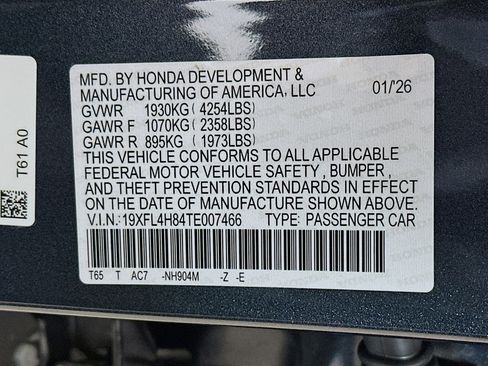 MFD. BY HONDA DEVELOPMENT &
MANUFACTURING OF AMERICA, LLC 01/'26
GVWR 1930KG (4254LBS)
GAWR F 1070KG (2358LBS)
GAWR R 895KG (1973LBS)
THIS VEHICLE CONFORMS TO ALL APPLICABLE
FEDERAL MOTOR VEHICLE SAFETY , BUMPER ,
AND THEFT PREVENTION STANDARDS IN EFFECT
ON THE DATE OF MANUFACTURE SHOWN ABOVE.
V.I.N.: 19XFL4H84TE007466 TYPE: PASSENGER CAR
T65 T AC7 -NH904M -Z -E
T61 A0